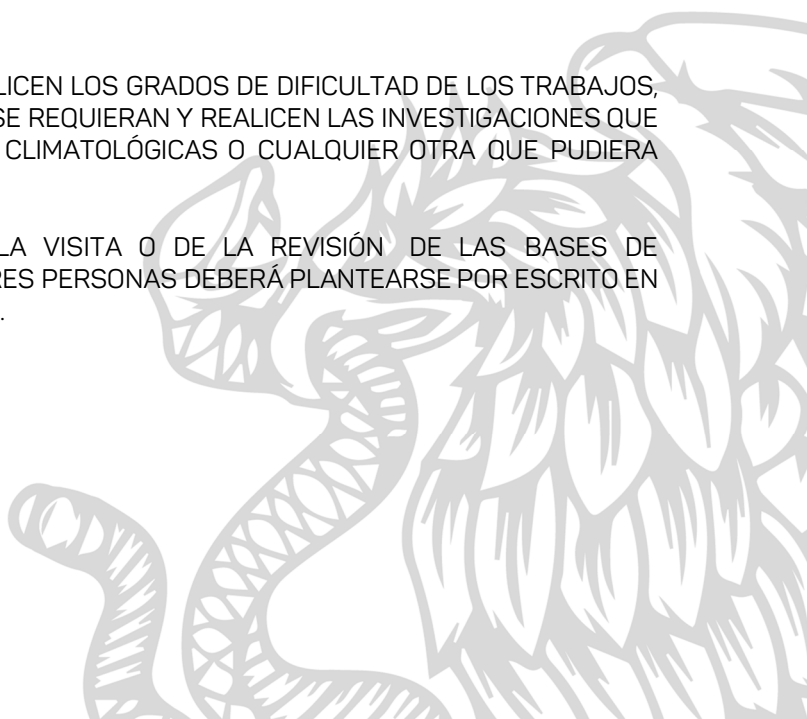 LICEN LOS GRADOS DE DIFICULTAD DE LOS TRABAJOS,
SE REQUIERAN Y REALICEN LAS INVESTIGACIONES QUE
CLIMATOLÓGICAS O CUALQUIER OTRA QUE PUDIERA
LA VISITA O DE LA REVISIÓN DE LAS BASES DE
RES PERSONAS DEBERÁ PLANTEARSE POR ESCRITO EN
.